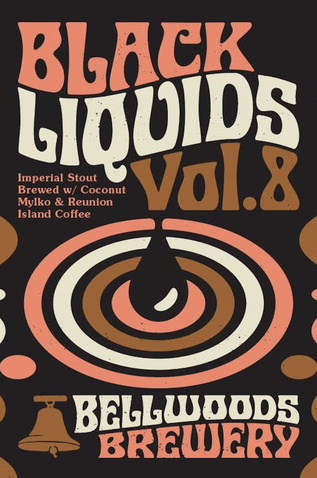 BLACK
LIQUIDS
Vol.8
Imperial Stout
Brewed w/ Coconut
Mylko & Reunion
Island Coffee
BELLWOODS
BREWERY